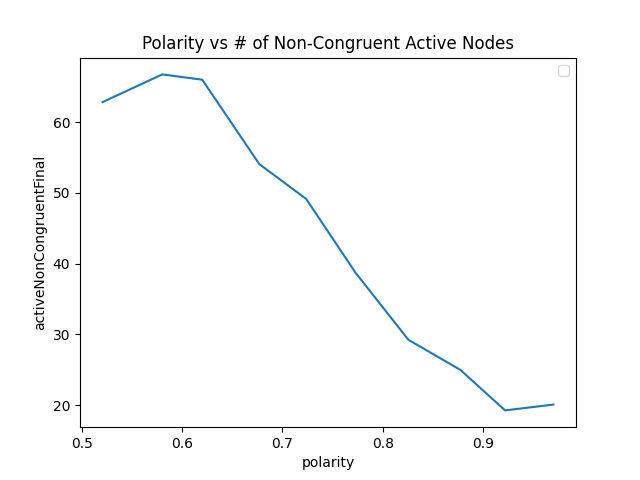 Polarity vs # of Non-Congruent Active Nodes
activeNonCongruentFinal
60
50
40
30
20
0.5 0.6 0.7 0.8 0.9
polarity